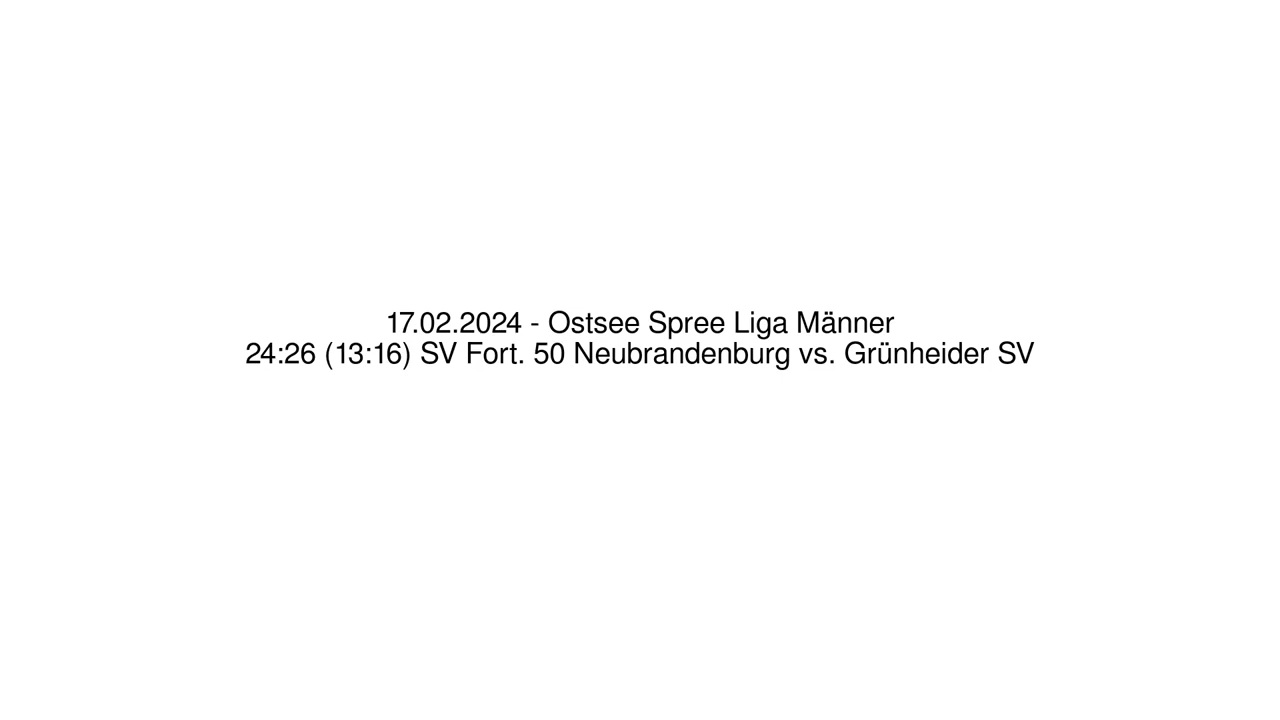 17.02.2024 - Ostsee Spree Liga Männer
24:26 (13:16) SV Fort. 50 Neubrandenburg vs. Grünheider SV